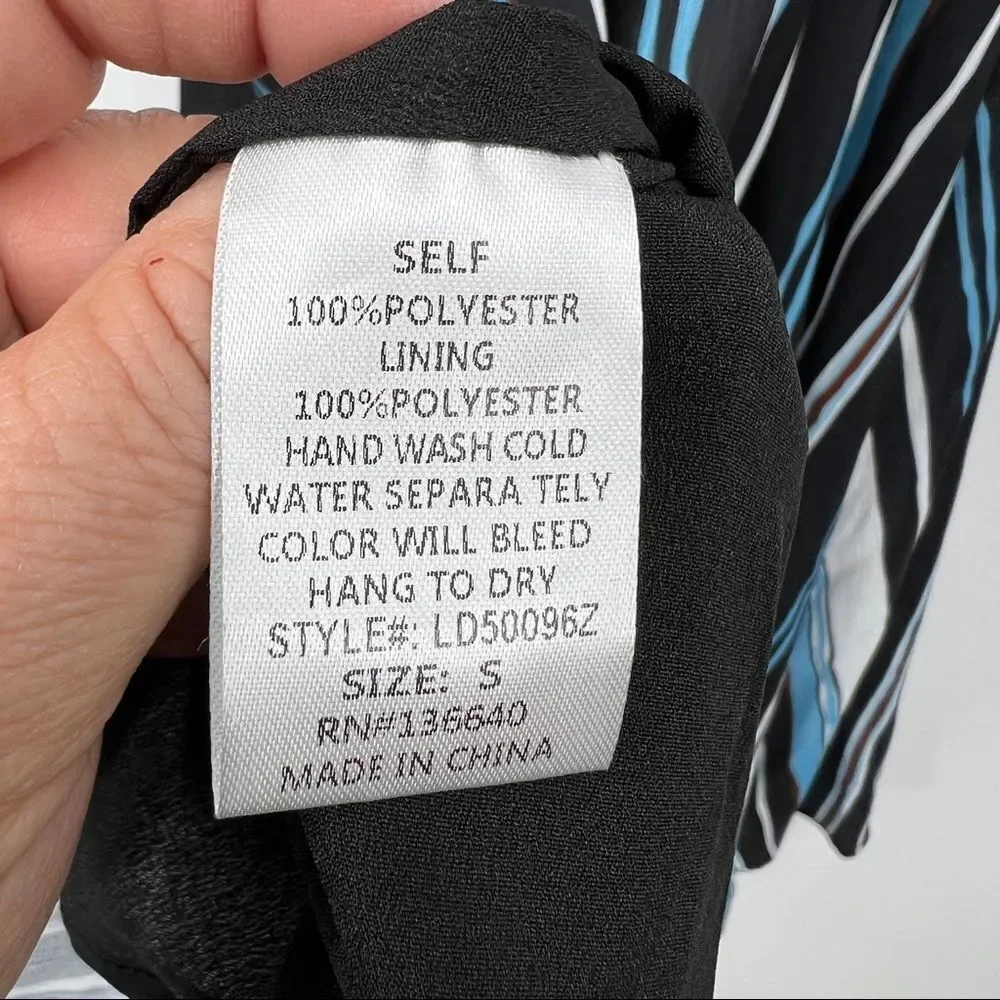 SELF
100%POLYESTER
LINING
100%POLYESTER
HAND WASH COLD
WATER SEPARA TELY
COLOR WILL BLEED
HANG TO DRY
STYLE#: LD50096Z
SIZE: S
RN#136640
MADE IN CHINA